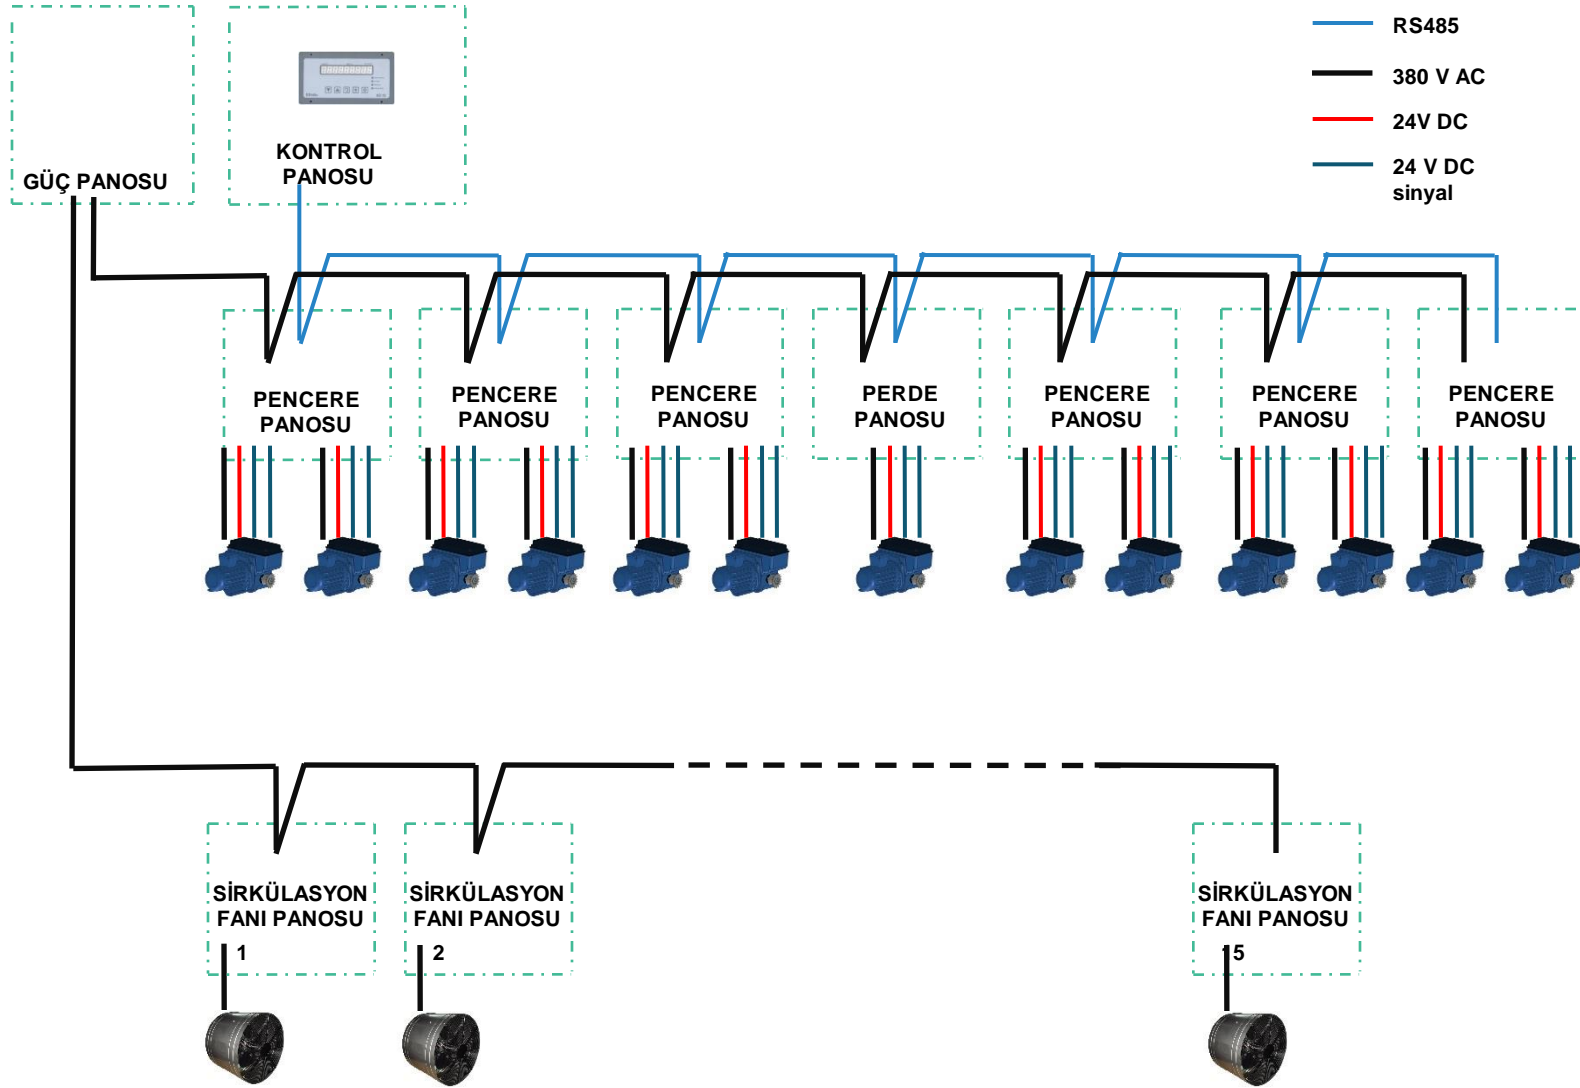 RS485
380 V AC
24V DC
24 V DC
sinyal
GÜÇ PANOSU
KONTROL
PANOSU
PENCERE
PANOSU
PENCERE
PANOSU
PENCERE
PANOSU
PERDE
PANOSU
PENCERE
PANOSU
PENCERE
PANOSU
PENCERE
PANOSU
SİRKÜLASYON
FANI PANOSU
1
SİRKÜLASYON
FANI PANOSU
2
SİRKÜLASYON
FANI PANOSU
15